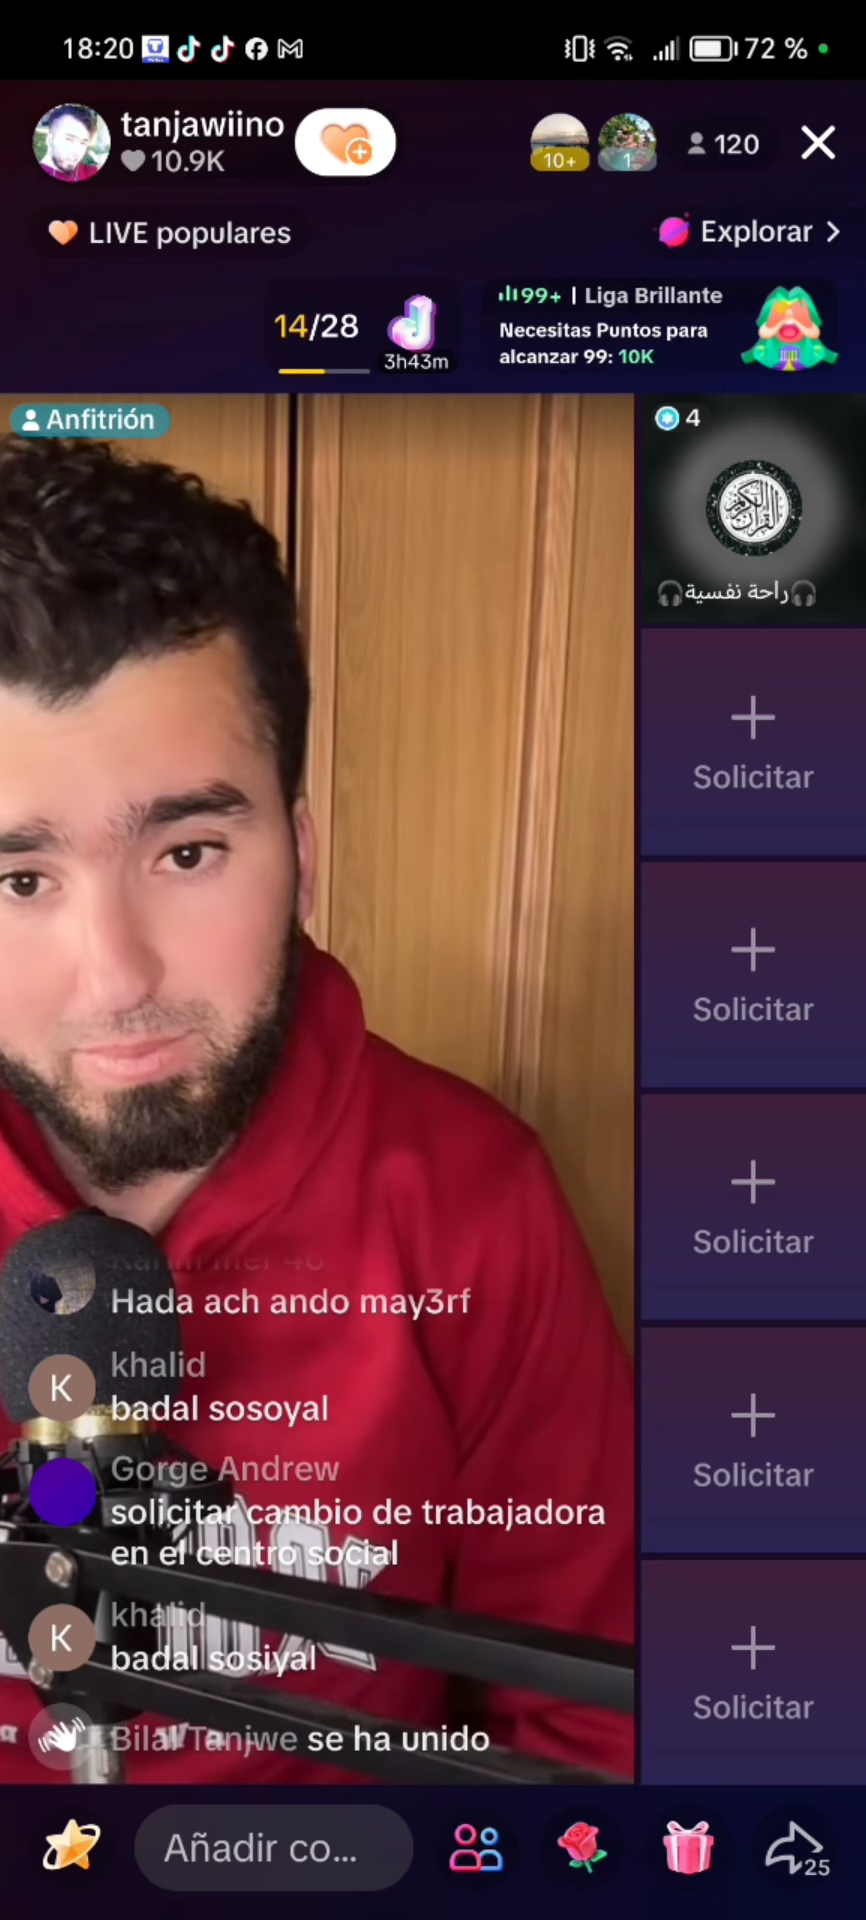 18:20
72 %
tanjawiino
10.9K
10+
1
120
LIVE populares
Explorar
14/28
3h43m
99+ | Liga Brillante
Necesitas Puntos para
alcanzar 99: 10K
Anfitrión
4
القرآن الكريم
راحة نفسية
Solicitar
Solicitar
Solicitar
Solicitar
Solicitar
Hada ach ando may3rf
K
khalid
badal sosoyal
Gorge Andrew
solicitar cambio de trabajadora
en el centro social
K
khalid
badal sosiyal
Bilal Tanjwe se ha unido
Añadir co...
25